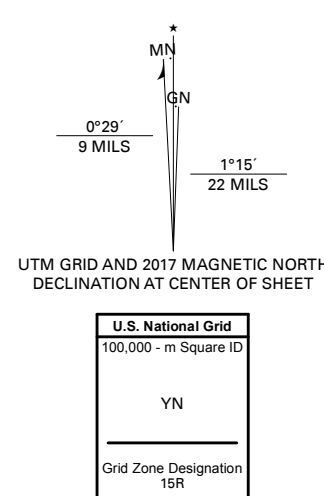 ★
MN
GN
0°29´
9 MILS
1°15´
22 MILS
UTM GRID AND 2017 MAGNETIC NORTH
DECLINATION AT CENTER OF SHEET
U.S. National Grid
100,000 - m Square ID
YN
Grid Zone Designation
15R